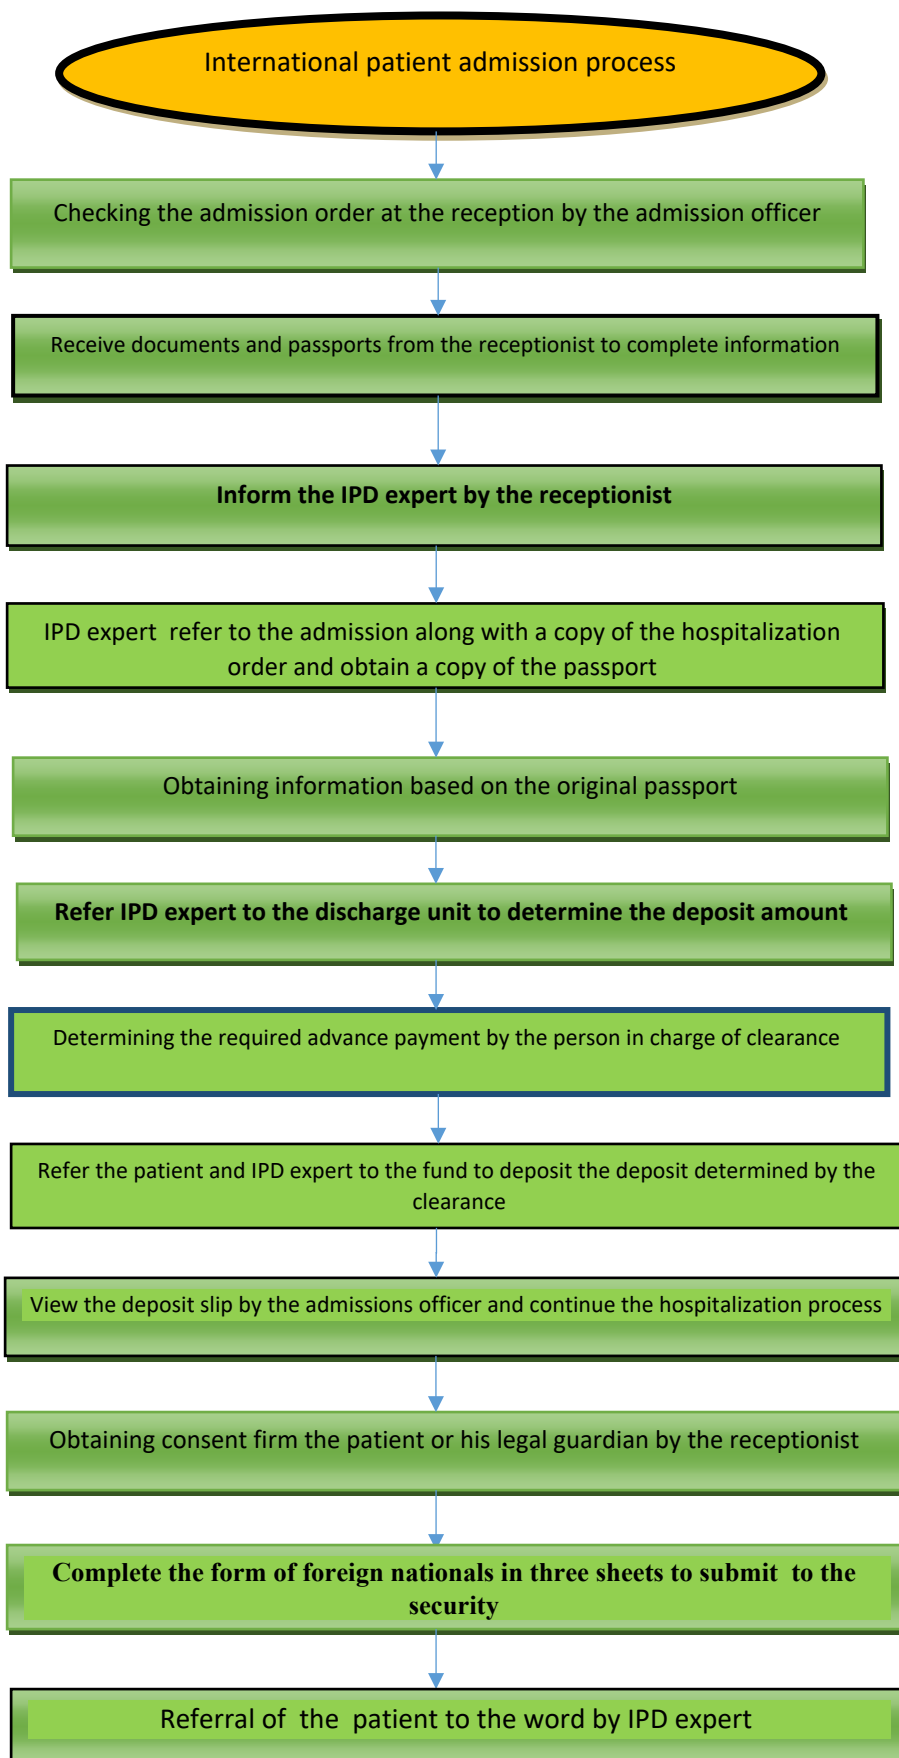 International patient admission process
Checking the admission order at the reception by the admission officer
Receive documents and passports from the receptionist to complete information
Inform the IPD expert by the receptionist
IPD expert  refer to the admission along with a copy of the hospitalization
order and obtain a copy of the passport
Obtaining information based on the original passport
Refer IPD expert to the discharge unit to determine the deposit amount
Determining the required advance payment by the person in charge of clearance
Refer the patient and IPD expert to the fund to deposit the deposit determined by the
clearance
View the deposit slip by the admissions officer and continue the hospitalization process
Obtaining consent firm the patient or his legal guardian by the receptionist
Complete the form of foreign nationals in three sheets to submit  to the
security
Referral of  the  patient to the word by IPD expert